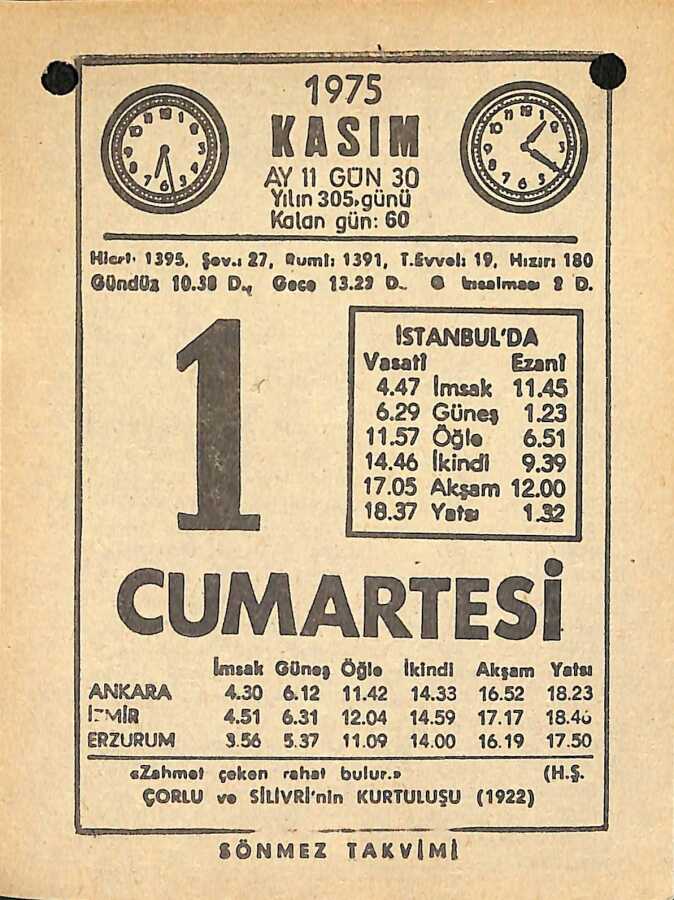 1975
KASIM
AY 11 GÜN 30
Yılın 305.günü
Kalan gün: 60
Hicri: 1395, Şev.: 27, Rumi: 1391, T.Evvel: 19, Hızır: 180
Gündüz 10.38 D., Gece 13.22 D.
1
İSTANBUL'DA
Vasati Ezani
4.47 İmsak 11.45
6.29 Güneş 1.23
11.57 Öğle 6.51
14.46 İkindi 9.39
17.05 Akşam 12.00
18.37 Yatsı 1.32
CUMARTESİ
İmsak Güneş Öğle İkindi Akşam Yatsı
ANKARA 4.30 6.12 11.42 14.33 16.52 18.23
İZMİR 4.51 6.31 12.04 14.59 17.17 18.46
ERZURUM 3.56 5.37 11.09 14.00 16.19 17.50
«Zahmet çeken rahat bulur.» (H.Ş.
ÇORLU ve SİLİVRİ'nin KURTULUŞU (1922)
SÖNMEZ TAKVİMİ